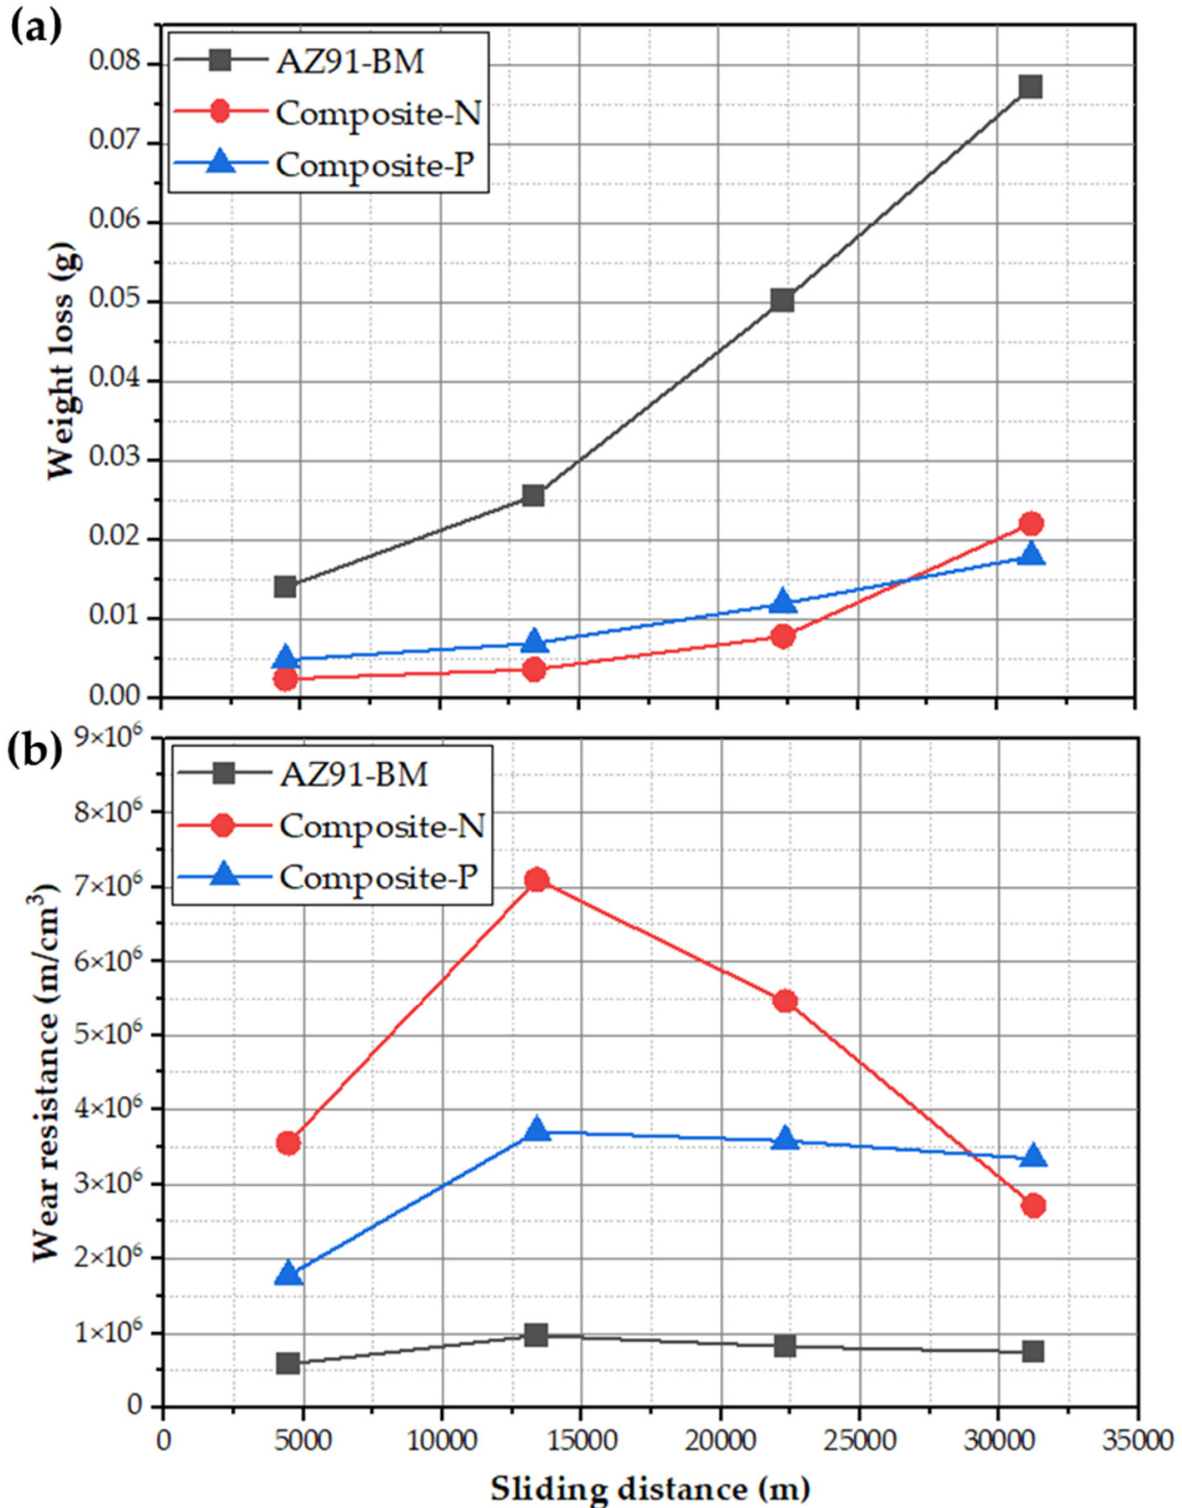 (a)
AZ91-BM
Composite-N
Composite-P
0.08
0.07
0.06
0.05
0.04
0.03
0.02
0.01
0.00
Weight loss (g)
(b)
AZ91-BM
Composite-N
Composite-P
9×10⁶
8×10⁶
7×10⁶
6×10⁶
5×10⁶
4×10⁶
3×10⁶
2×10⁶
1×10⁶
0
Wear resistance (m/cm³)
0 5000 10000 15000 20000 25000 30000 35000
Sliding distance (m)